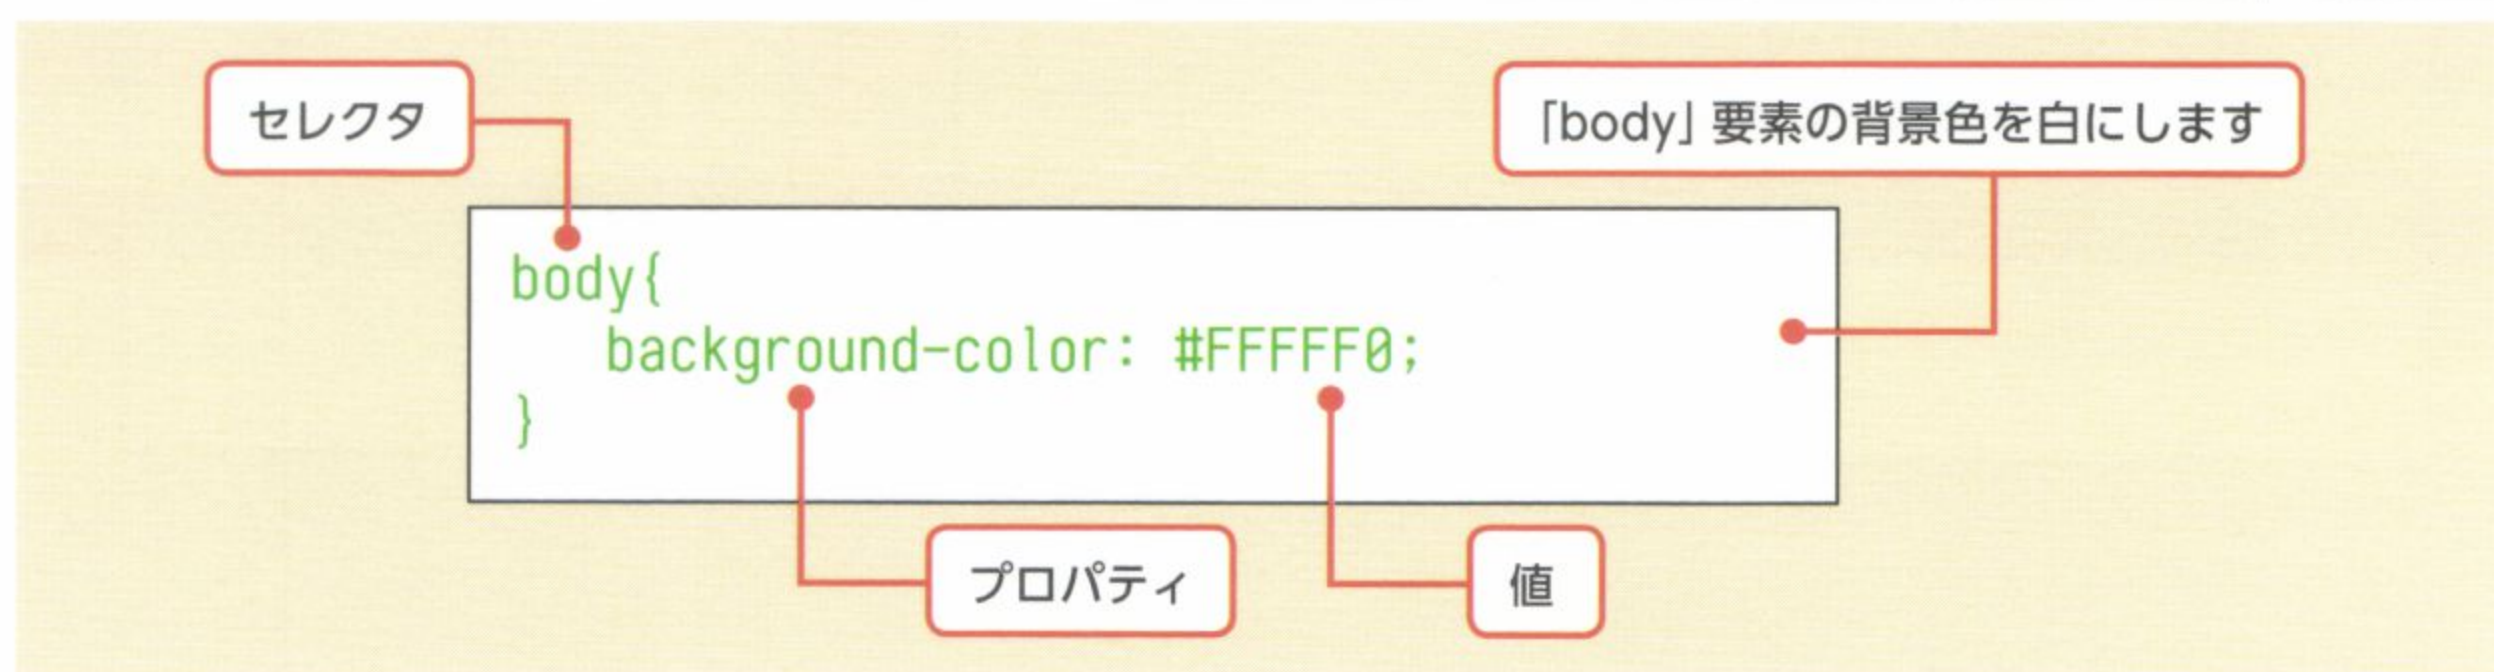 セレクタ
「body」要素の背景色を白にします
body{
background-color: #FFFFF0;
}
プロパティ
値